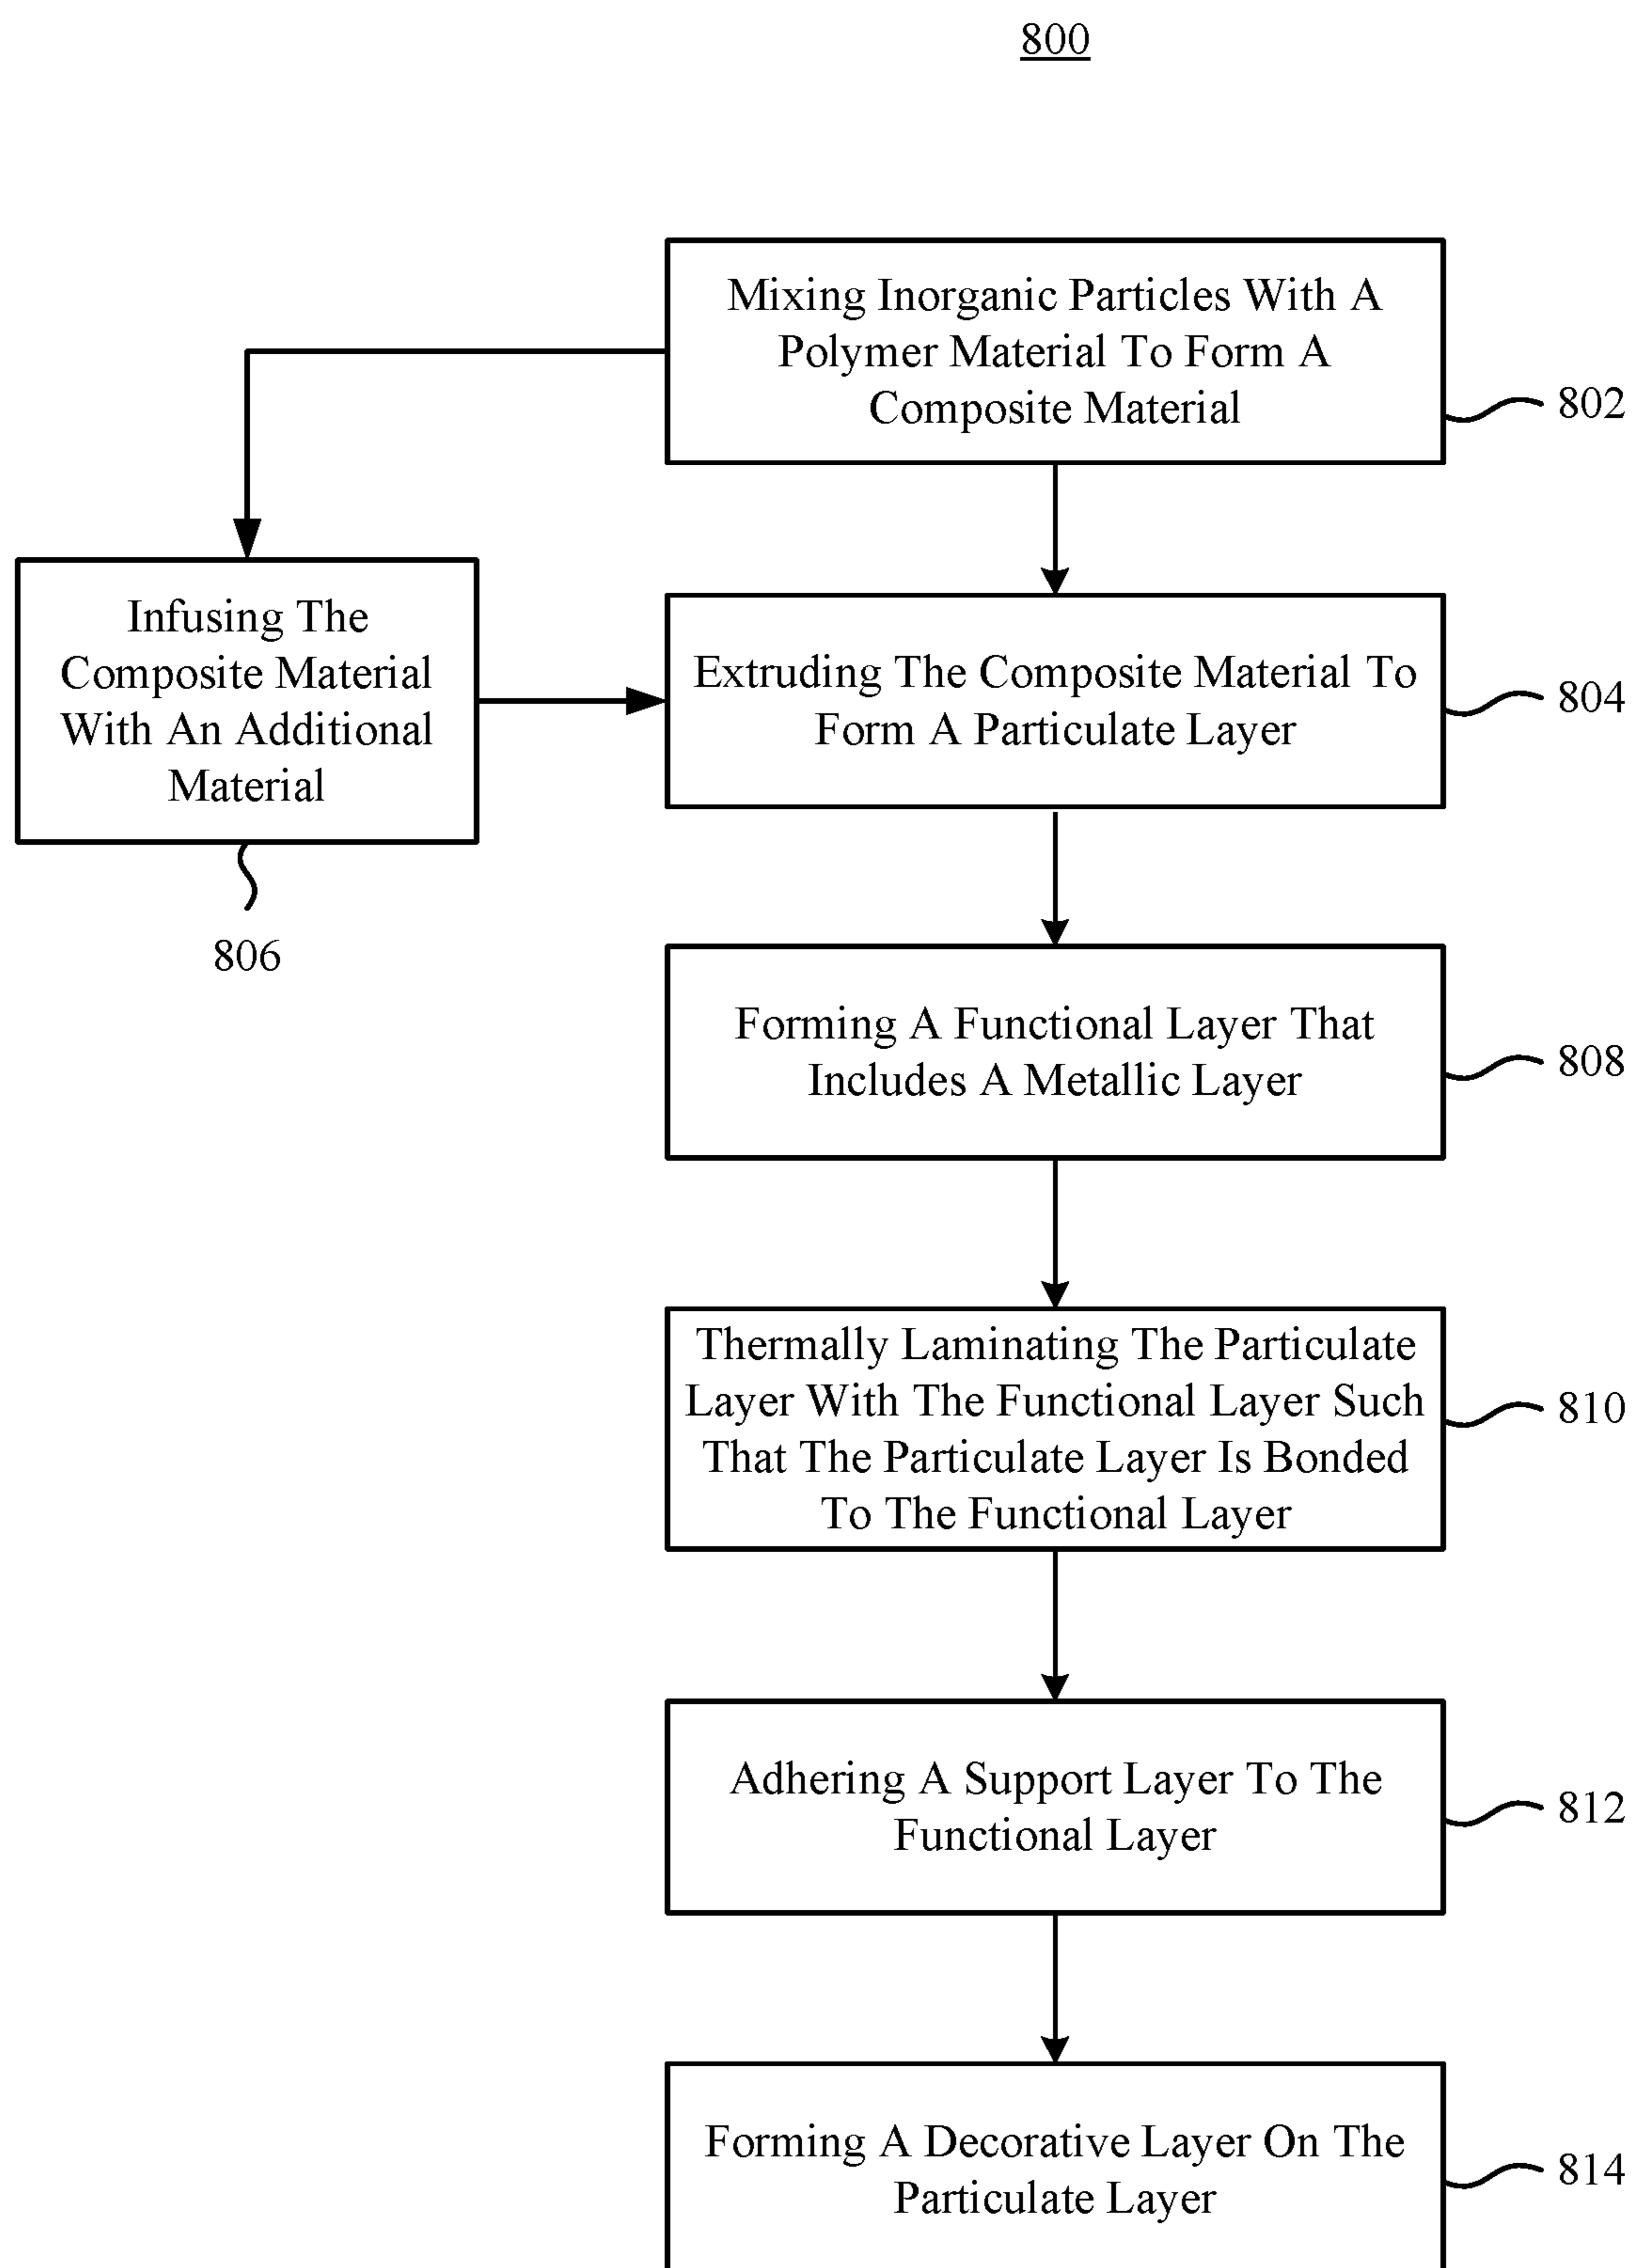 800
Mixing Inorganic Particles With A
Polymer Material To Form A
Composite Material
802
Infusing The
Composite Material
With An Additional
Material
806
Extruding The Composite Material To
Form A Particulate Layer
804
Forming A Functional Layer That
Includes A Metallic Layer
808
Thermally Laminating The Particulate
Layer With The Functional Layer Such
That The Particulate Layer Is Bonded
To The Functional Layer
810
Adhering A Support Layer To The
Functional Layer
812
Forming A Decorative Layer On The
Particulate Layer
814